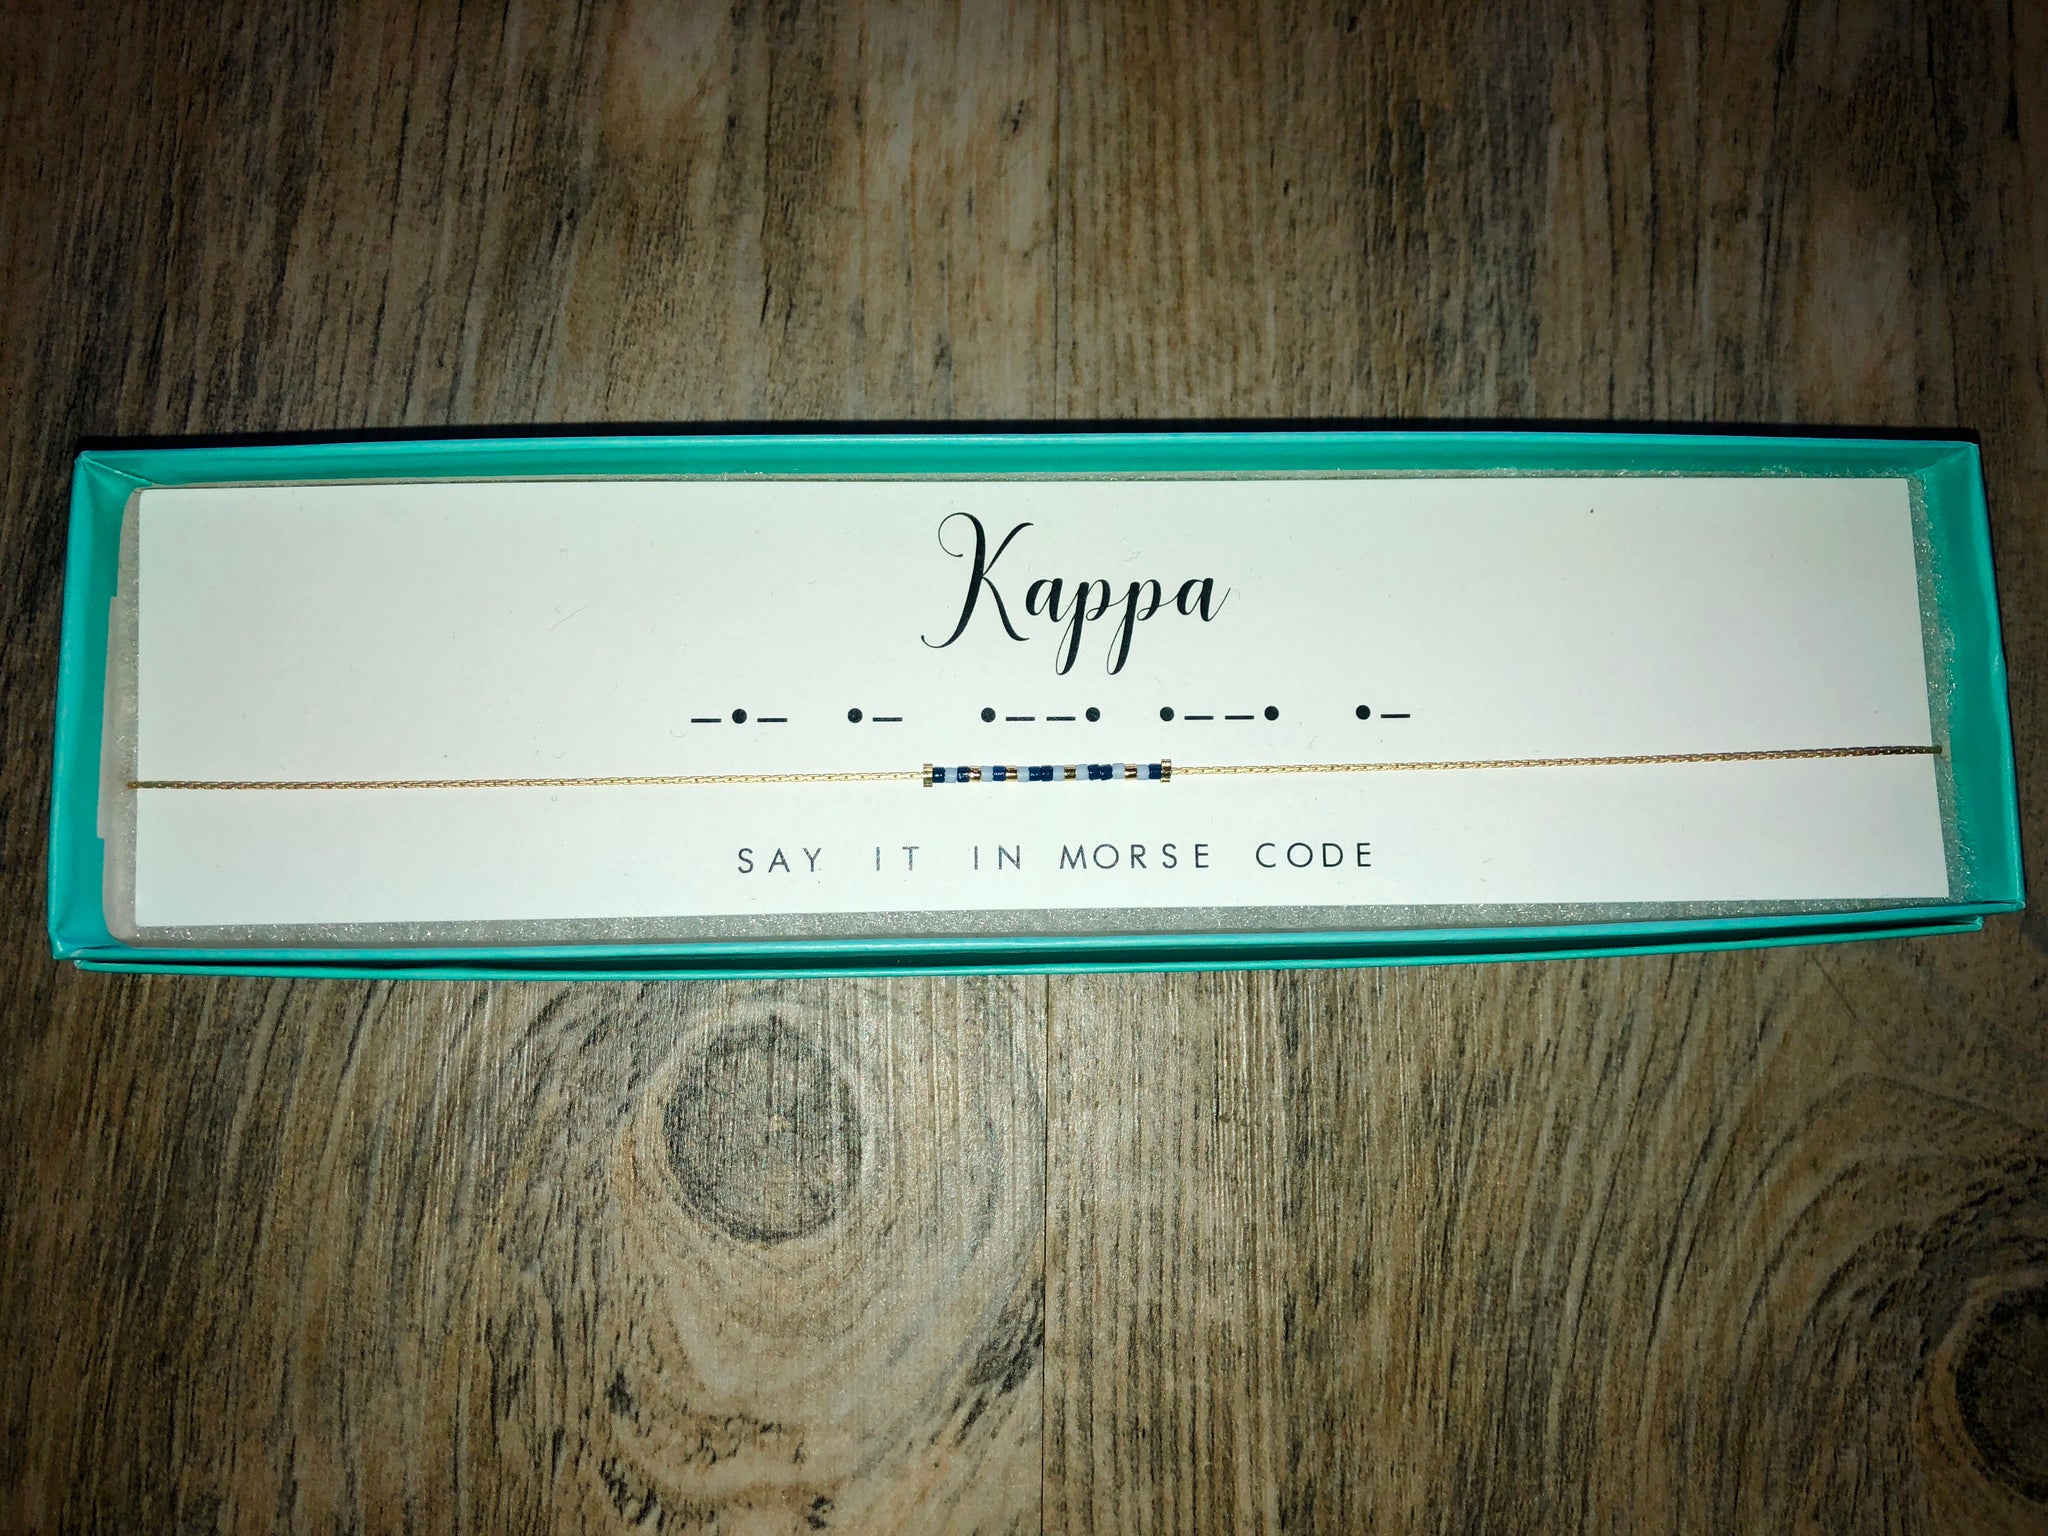 Kappa
—•— •— •——• •——• •—
SAY IT IN MORSE CODE